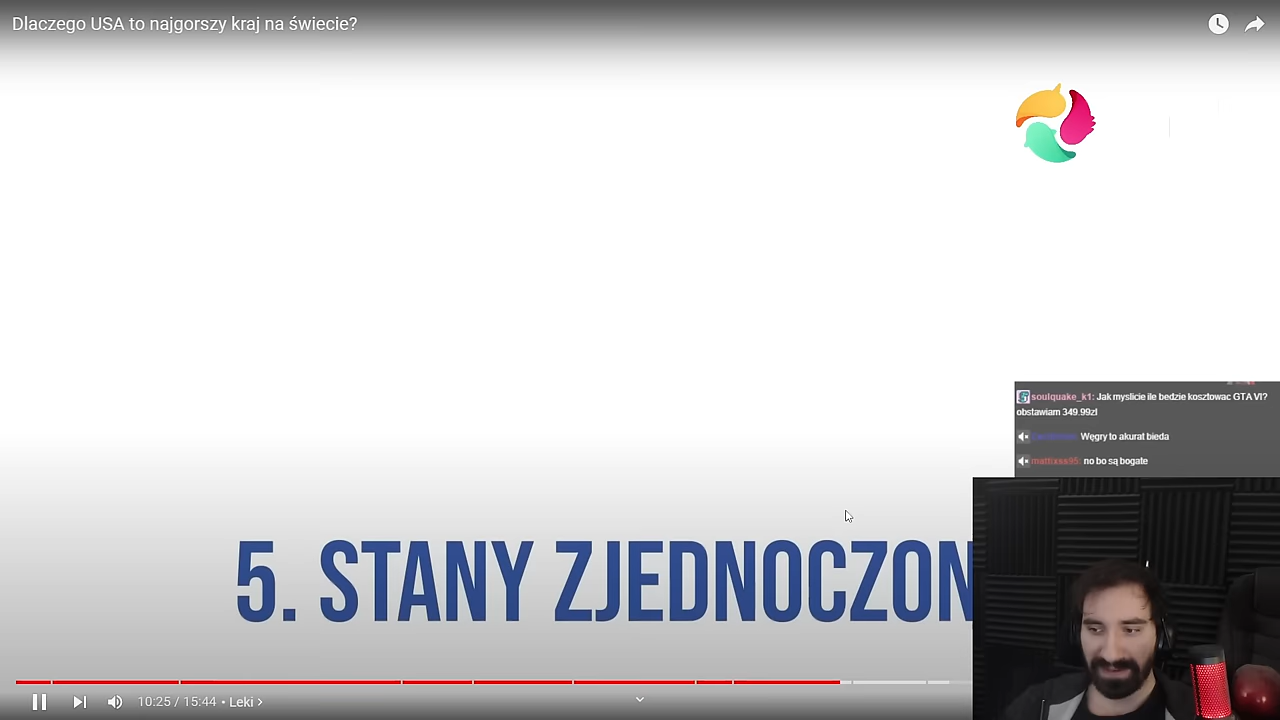 Dlaczego USA to najgorszy kraj na świecie?
soulquake_k1: Jak myslicie ile bedzie kosztowac GTA VI?
obstawiam 349.99zl
Węgry to akurat bieda
mattixas95: no bo są bogate
5. STANY ZJEDNOCZON
10:25 / 15:44 • Leki >